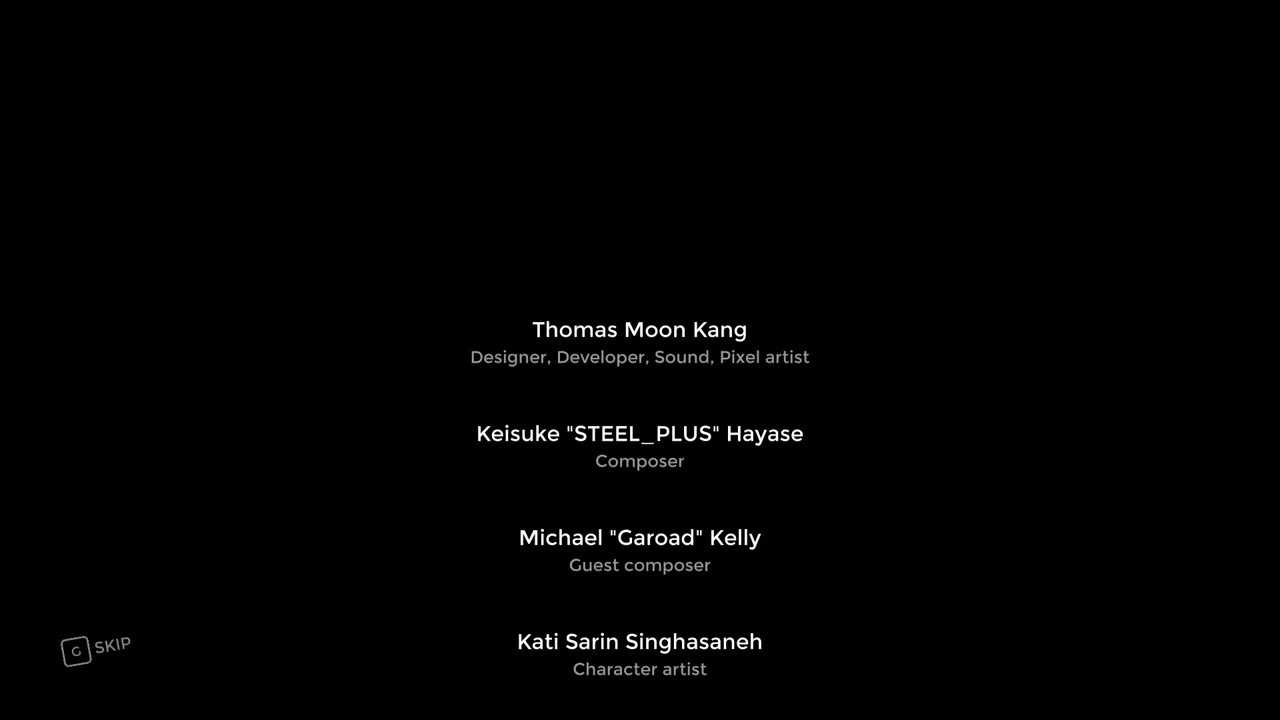 Thomas Moon Kang
Designer, Developer, Sound, Pixel artist
Keisuke "STEEL_PLUS" Hayase
Composer
Michael "Garoad" Kelly
Guest composer
Kati Sarin Singhasaneh
Character artist
G SKIP